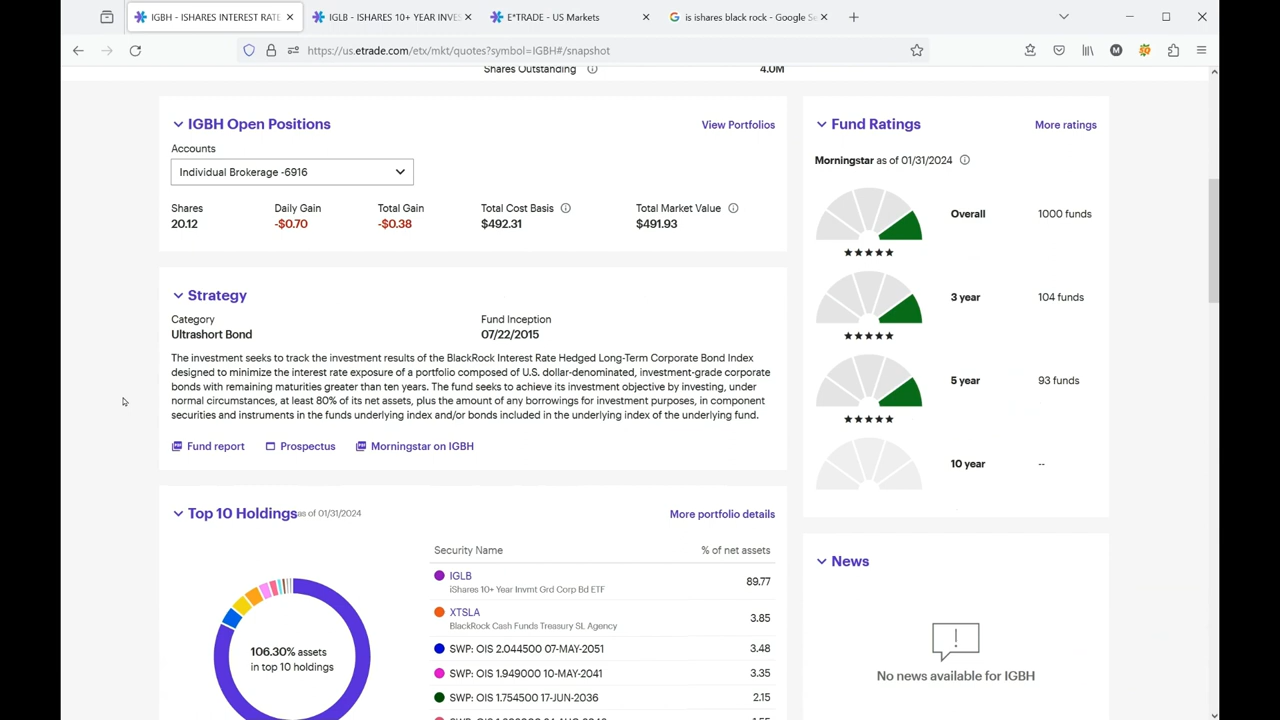 IGBH - ISHARES INTEREST RATE
IGLB - ISHARES 10+ YEAR INVES
E*TRADE - US Markets
is ishares black rock - Google Se
https://us.etrade.com/etx/mkt/quotes?symbol=IGBH#/snapshot
Shares Outstanding
4.0M
IGBH Open Positions
View Portfolios
Accounts
Individual Brokerage -6916
Shares
Daily Gain
Total Gain
Total Cost Basis
Total Market Value
20.12
-$0.70
-$0.38
$492.31
$491.93
Strategy
Category
Fund Inception
Ultrashort Bond
07/22/2015
The investment seeks to track the investment results of the BlackRock Interest Rate Hedged Long-Term Corporate Bond Index
designed to minimize the interest rate exposure of a portfolio composed of U.S. dollar-denominated, investment-grade corporate
bonds with remaining maturities greater than ten years. The fund seeks to achieve its investment objective by investing, under
normal circumstances, at least 80% of its net assets, plus the amount of any borrowings for investment purposes, in component
securities and instruments in the funds underlying index and/or bonds included in the underlying index of the underlying fund.
Fund report
Prospectus
Morningstar on IGBH
Top 10 Holdings as of 01/31/2024
More portfolio details
Security Name
% of net assets
IGLB
iShares 10+ Year Invmt Grd Corp Bd ETF
89.77
XTSLA
BlackRock Cash Funds Treasury SL Agency
3.85
SWP: OIS 2.044500 07-MAY-2051
3.48
SWP: OIS 1.949000 10-MAY-2041
3.35
SWP: OIS 1.754500 17-JUN-2036
2.15
106.30% assets
in top 10 holdings
Fund Ratings
More ratings
Morningstar as of 01/31/2024
Overall
1000 funds
★★★★★
3 year
104 funds
★★★★★
5 year
93 funds
★★★★★
10 year
--
News
No news available for IGBH